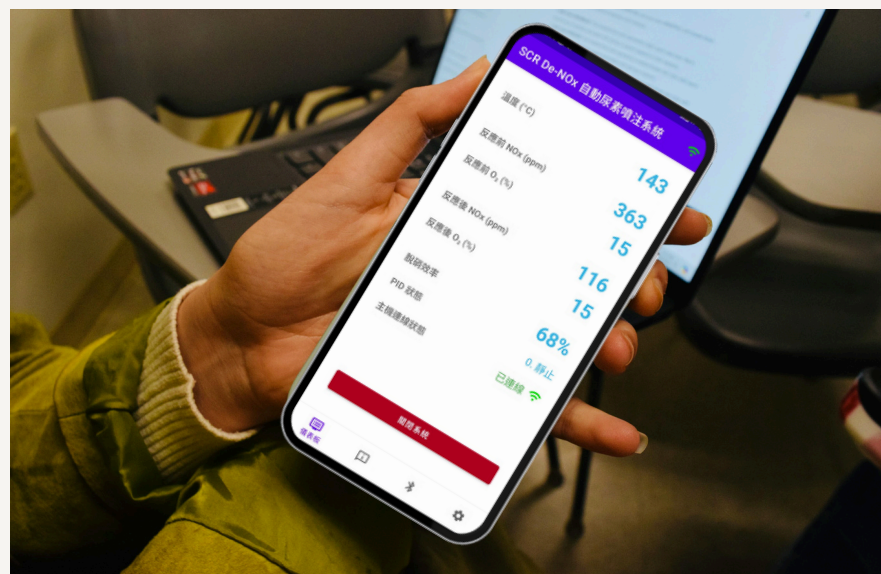 SCR De-NOx 自動尿素噴注系統
溫度 (°C) 143
反應前 NOx (ppm) 363
反應前 O₂ (%) 15
反應後 NOx (ppm) 116
反應後 O₂ (%) 15
脫硝效率 68%
PID 狀態 0, 靜止
主機連線狀態 已連線
關閉系統
儀表板